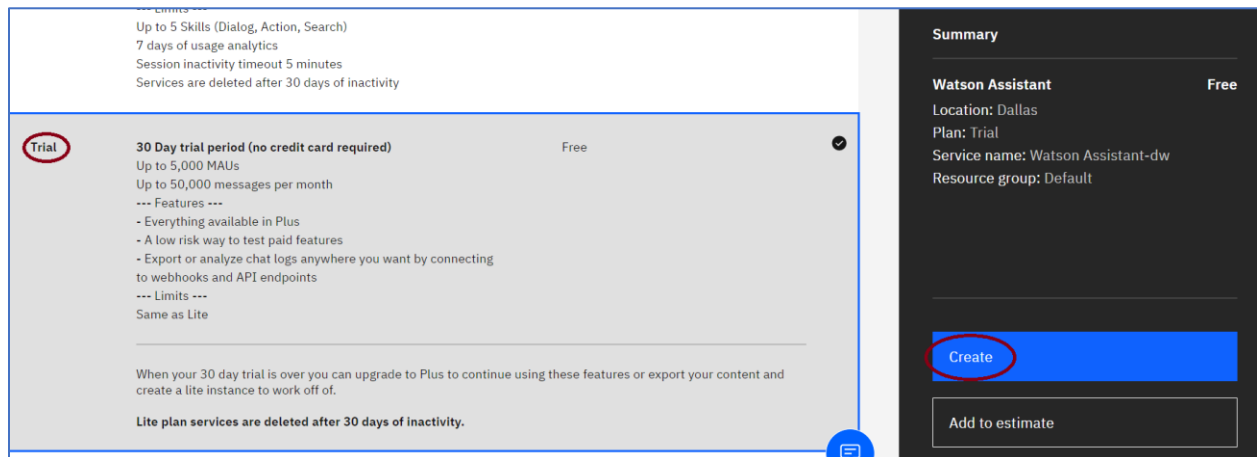 --- Limits ---
Up to 5 Skills (Dialog, Action, Search)
7 days of usage analytics
Session inactivity timeout 5 minutes
Services are deleted after 30 days of inactivity
Trial
30 Day trial period (no credit card required)
Free
Up to 5,000 MAUs
Up to 50,000 messages per month
--- Features ---
- Everything available in Plus
- A low risk way to test paid features
- Export or analyze chat logs anywhere you want by connecting
to webhooks and API endpoints
--- Limits ---
Same as Lite
When your 30 day trial is over you can upgrade to Plus to continue using these features or export your content and
create a lite instance to work off of.
Lite plan services are deleted after 30 days of inactivity.
Summary
Watson Assistant Free
Location: Dallas
Plan: Trial
Service name: Watson Assistant-dw
Resource group: Default
Create
Add to estimate